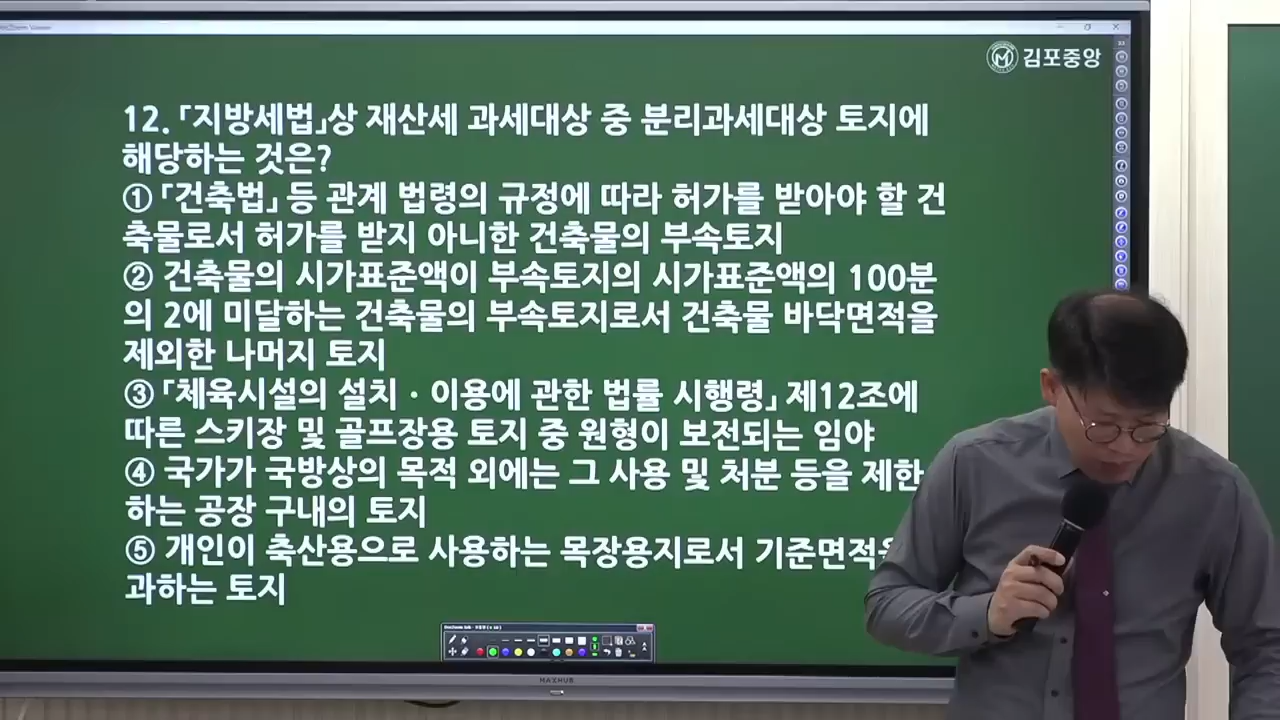 김포중앙
12. 「지방세법」상 재산세 과세대상 중 분리과세대상 토지에
해당하는 것은?
① 「건축법」 등 관계 법령의 규정에 따라 허가를 받아야 할 건
축물로서 허가를 받지 아니한 건축물의 부속토지
② 건축물의 시가표준액이 부속토지의 시가표준액의 100분
의 2에 미달하는 건축물의 부속토지로서 건축물 바닥면적을
제외한 나머지 토지
③ 「체육시설의 설치 · 이용에 관한 법률 시행령」 제12조에
따른 스키장 및 골프장용 토지 중 원형이 보전되는 임야
④ 국가가 국방상의 목적 외에는 그 사용 및 처분 등을 제한
하는 공장 구내의 토지
⑤ 개인이 축산용으로 사용하는 목장용지로서
과하는 토지
MAXHUB